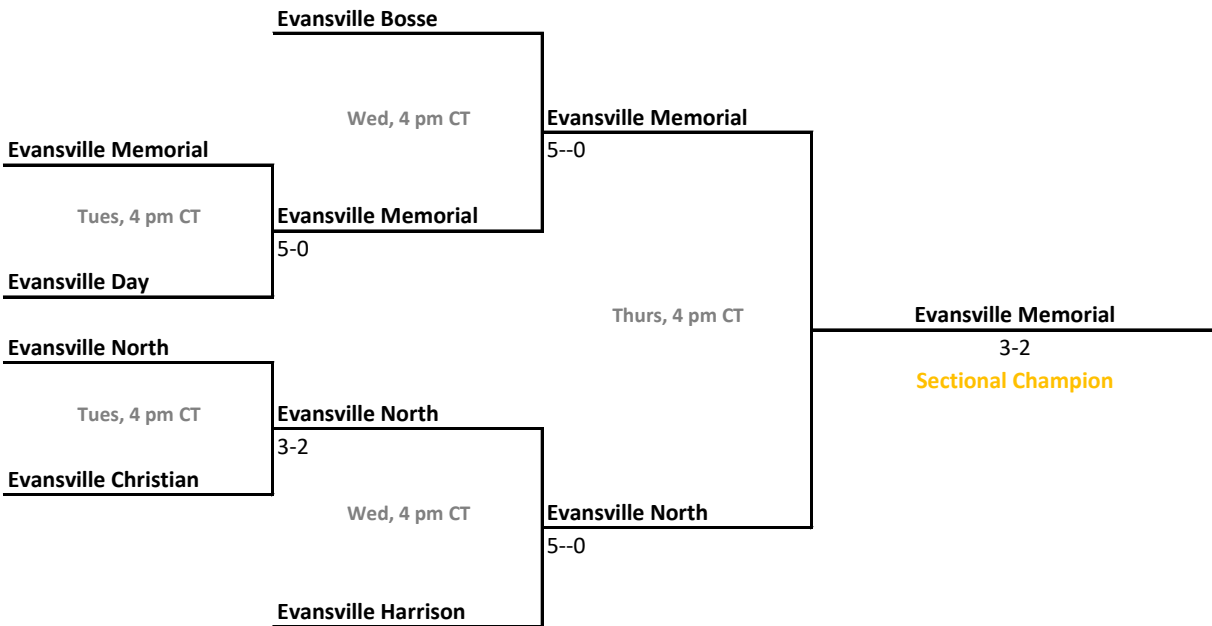 Evansville Bosse
Wed, 4 pm CT
Evansville Memorial
Evansville Memorial
5--0
Tues, 4 pm CT
Evansville Memorial
5-0
Evansville Day
Thurs, 4 pm CT
Evansville Memorial
Evansville North
3-2
Sectional Champion
Tues, 4 pm CT
Evansville North
3-2
Evansville Christian
Wed, 4 pm CT
Evansville North
5--0
Evansville Harrison